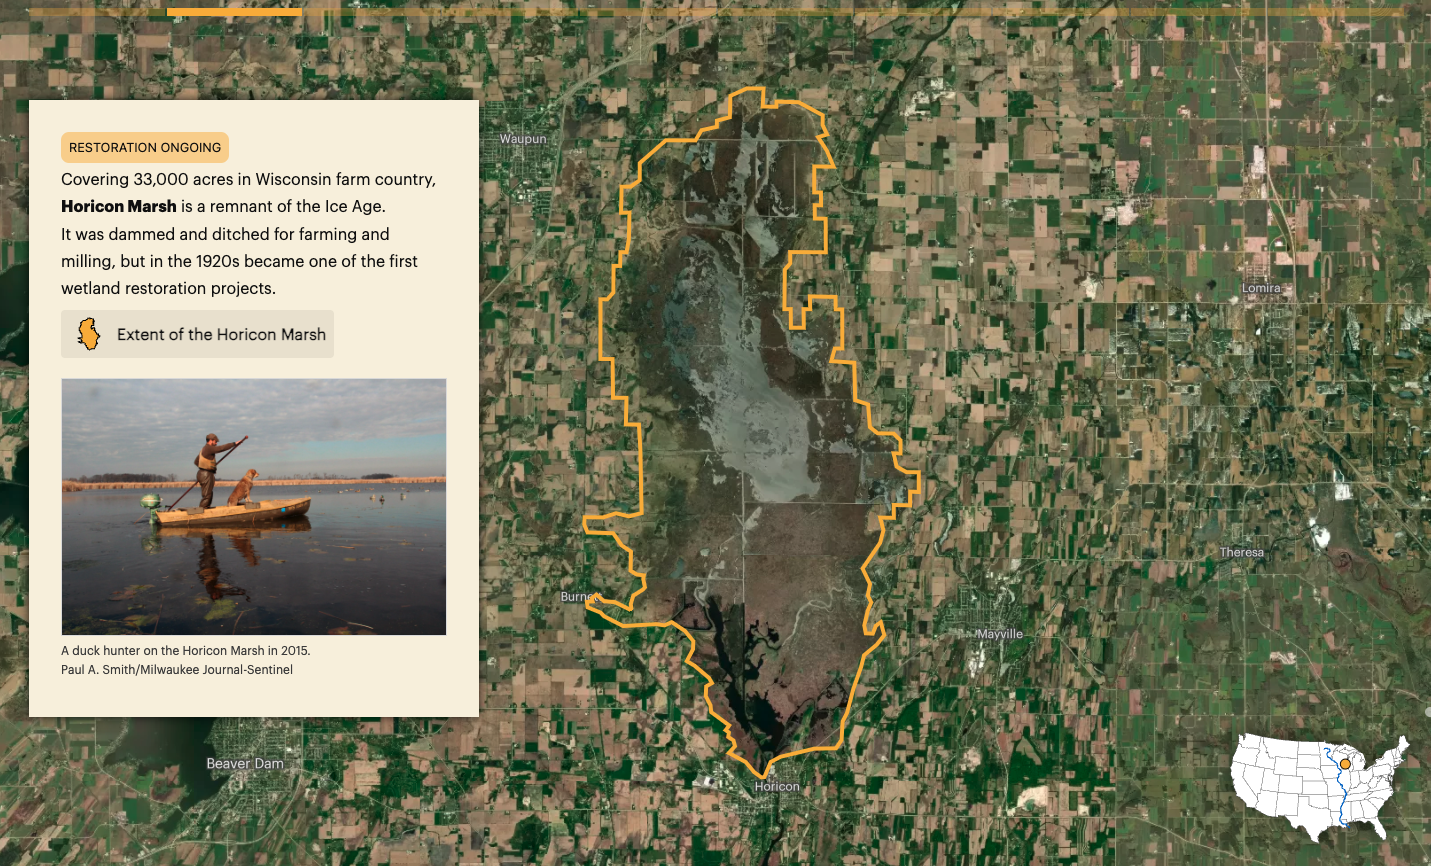 RESTORATION ONGOING
Covering 33,000 acres in Wisconsin farm country,
Horicon Marsh is a remnant of the Ice Age.
It was dammed and ditched for farming and
milling, but in the 1920s became one of the first
wetland restoration projects.
Extent of the Horicon Marsh
A duck hunter on the Horicon Marsh in 2015.
Paul A. Smith/Milwaukee Journal-Sentinel
Waupun
Lomira
Theresa
Burnett
Mayville
Beaver Dam
Horicon